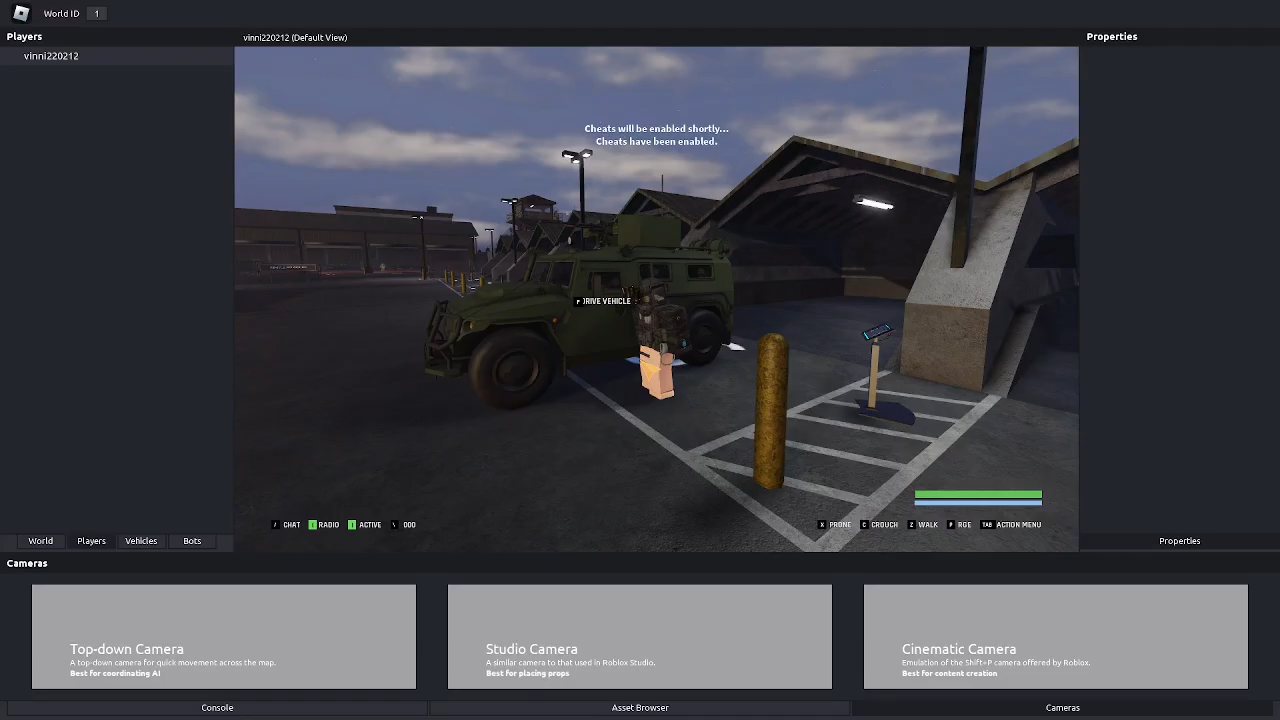 World ID 1
Players
vinni220212 (Default View)
Properties
vinni220212
Cheats will be enabled shortly...
Cheats have been enabled.
F DRIVE VEHICLE
/ CHAT [ RADIO ] ACTIVE \ OOO
X PRONE C CROUCH Z WALK P RGE TAB ACTION MENU
World Players Vehicles Bots
Properties
Cameras
Top-down Camera
A top-down camera for quick movement across the map.
Best for coordinating AI
Studio Camera
A similar camera to that used in Roblox Studio.
Best for placing props
Cinematic Camera
Emulation of the Shift+P camera offered by Roblox.
Best for content creation
Console
Asset Browser
Cameras